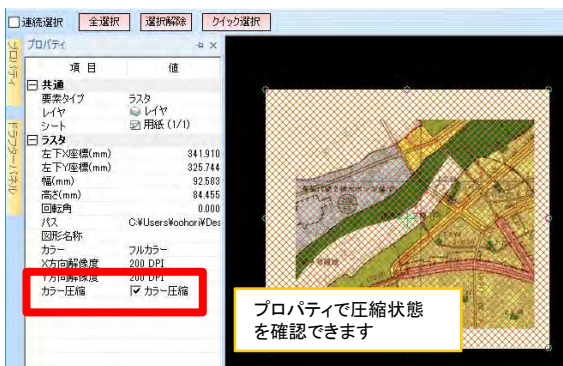 連続選択 全選択 選択解除 クイック選択
プロパティ
プロパティ
ドラフターパネル
項 目 値
共通
要素タイプ ラスタ
レイヤ レイヤ
シート 用紙 (1/1)
ラスタ
左下X座標(mm) 341.910
左下Y座標(mm) 325.744
幅(mm) 92.583
高さ(mm) 84.455
回転角 0.000
パス C:¥Users¥oohori¥Des
図形名称
カラー フルカラー
X方向解像度 200 DPI
Y方向解像度 200 DPI
カラー圧縮 カラー圧縮
プロパティで圧縮状態
を確認できます